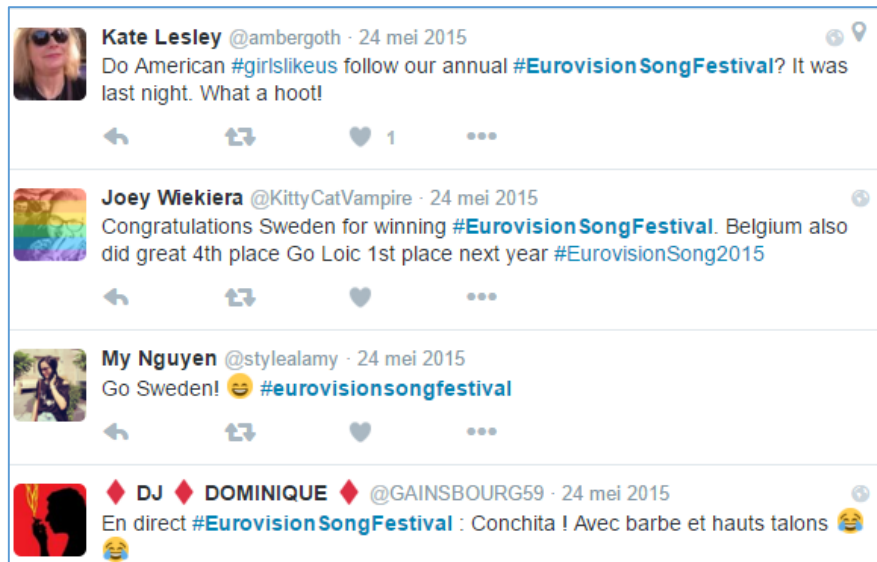 Kate Lesley @ambergoth · 24 mei 2015
Do American #girlslikeus follow our annual #EurovisionSongFestival? It was
last night. What a hoot!
1
Joey Wiekiera @KittyCatVampire · 24 mei 2015
Congratulations Sweden for winning #EurovisionSongFestival. Belgium also
did great 4th place Go Loic 1st place next year #EurovisionSong2015
My Nguyen @stylealamy · 24 mei 2015
Go Sweden! 😄 #eurovisionsongfestival
♦ DJ ♦ DOMINIQUE ♦ @GAINSBOURG59 · 24 mei 2015
En direct #EurovisionSongFestival : Conchita ! Avec barbe et hauts talons 😂
😂